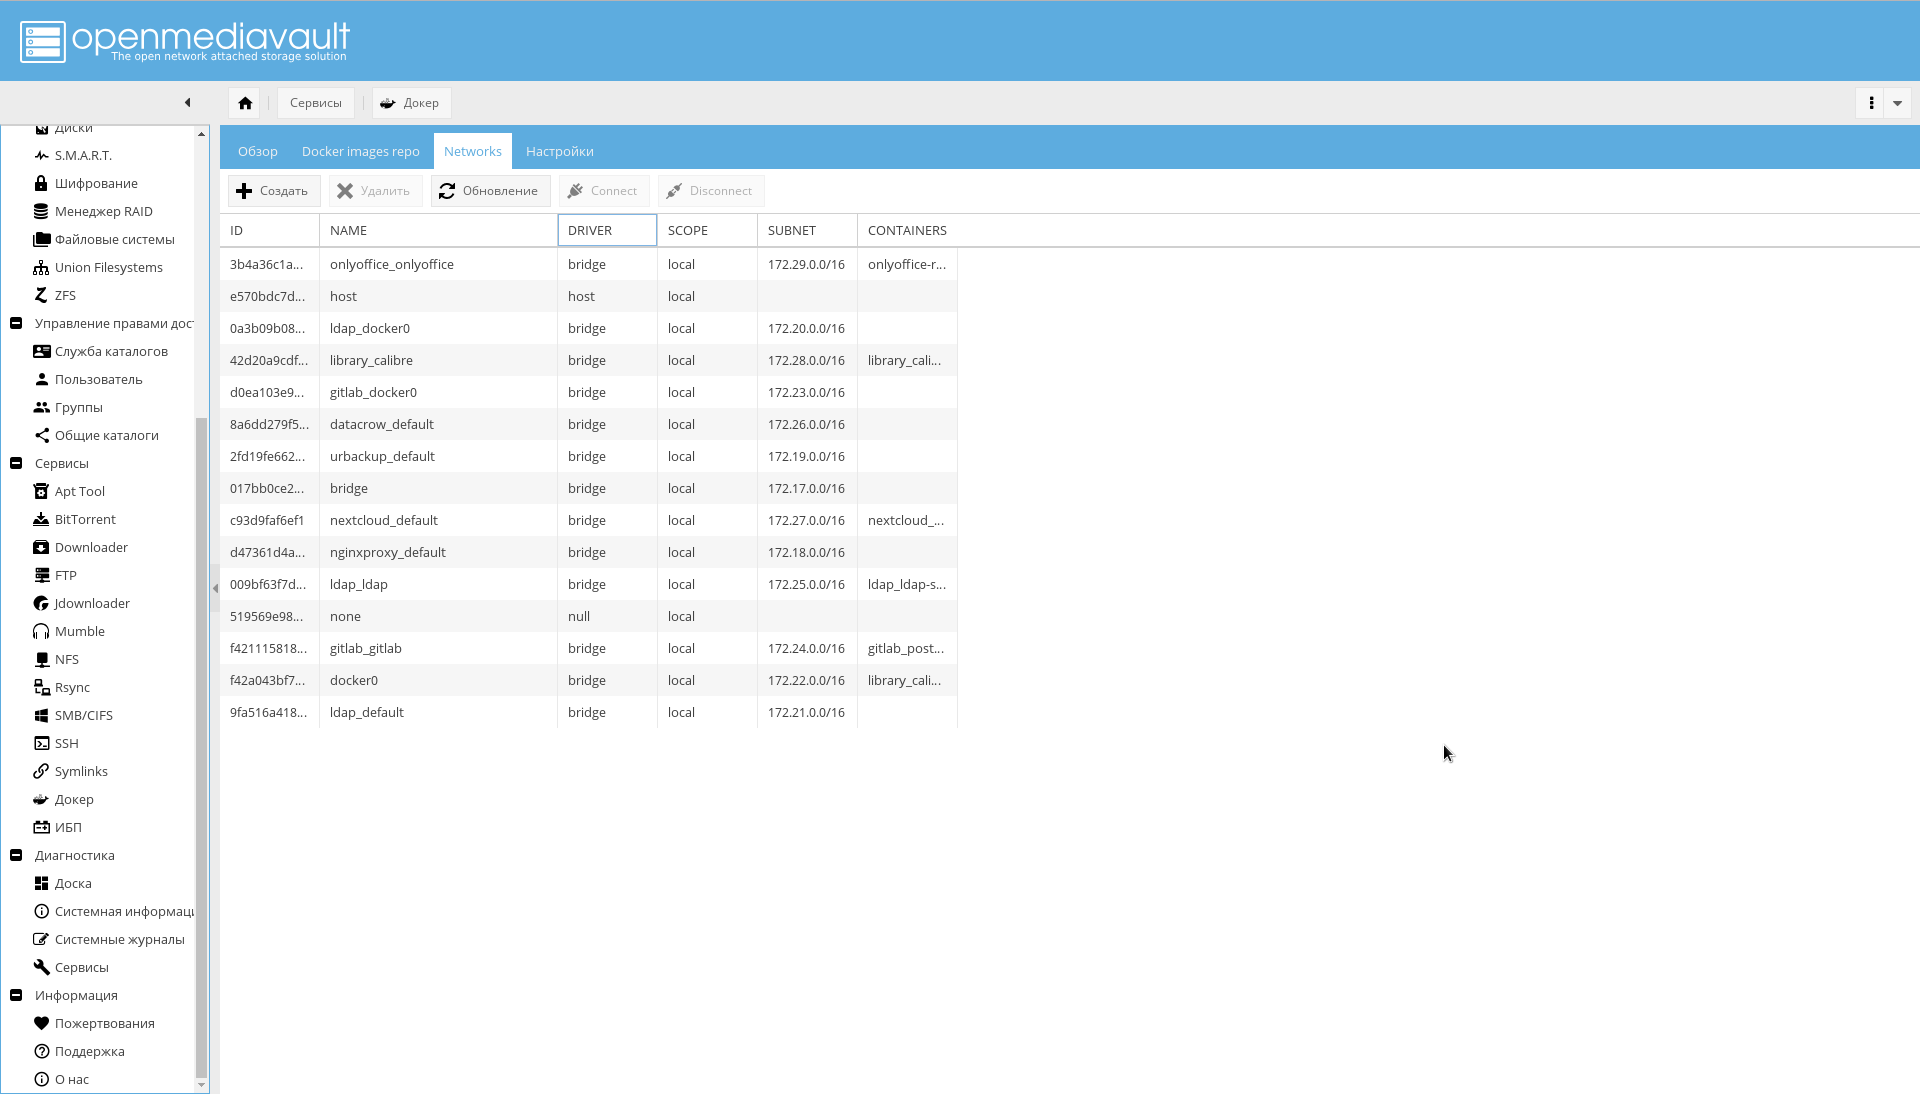 openmediavault
The open network attached storage solution
Сервисы Докер
Диски
S.M.A.R.T.
Шифрование
Менеджер RAID
Файловые системы
Union Filesystems
ZFS
Управление правами дос
Служба каталогов
Пользователь
Группы
Общие каталоги
Сервисы
Apt Tool
BitTorrent
Downloader
FTP
Jdownloader
Mumble
NFS
Rsync
SMB/CIFS
SSH
Symlinks
Докер
ИБП
Диагностика
Доска
Системная информаци
Системные журналы
Сервисы
Информация
Пожертвования
Поддержка
О нас
Обзор Docker images repo Networks Настройки
Создать Удалить Обновление Connect Disconnect
ID NAME DRIVER SCOPE SUBNET CONTAINERS
3b4a36c1a... onlyoffice_onlyoffice bridge local 172.29.0.0/16 onlyoffice-r...
e570bdc7d... host host local
0a3b09b08... ldap_docker0 bridge local 172.20.0.0/16
42d20a9cdf... library_calibre bridge local 172.28.0.0/16 library_cali...
d0ea103e9... gitlab_docker0 bridge local 172.23.0.0/16
8a6dd279f5... datacrow_default bridge local 172.26.0.0/16
2fd19fe662... urbackup_default bridge local 172.19.0.0/16
017bb0ce2... bridge bridge local 172.17.0.0/16
c93d9faf6ef1 nextcloud_default bridge local 172.27.0.0/16 nextcloud_...
d47361d4a... nginxproxy_default bridge local 172.18.0.0/16
009bf63f7d... ldap_ldap bridge local 172.25.0.0/16 ldap_ldap-s...
519569e98... none null local
f421115818... gitlab_gitlab bridge local 172.24.0.0/16 gitlab_post...
f42a043bf7... docker0 bridge local 172.22.0.0/16 library_cali...
9fa516a418... ldap_default bridge local 172.21.0.0/16